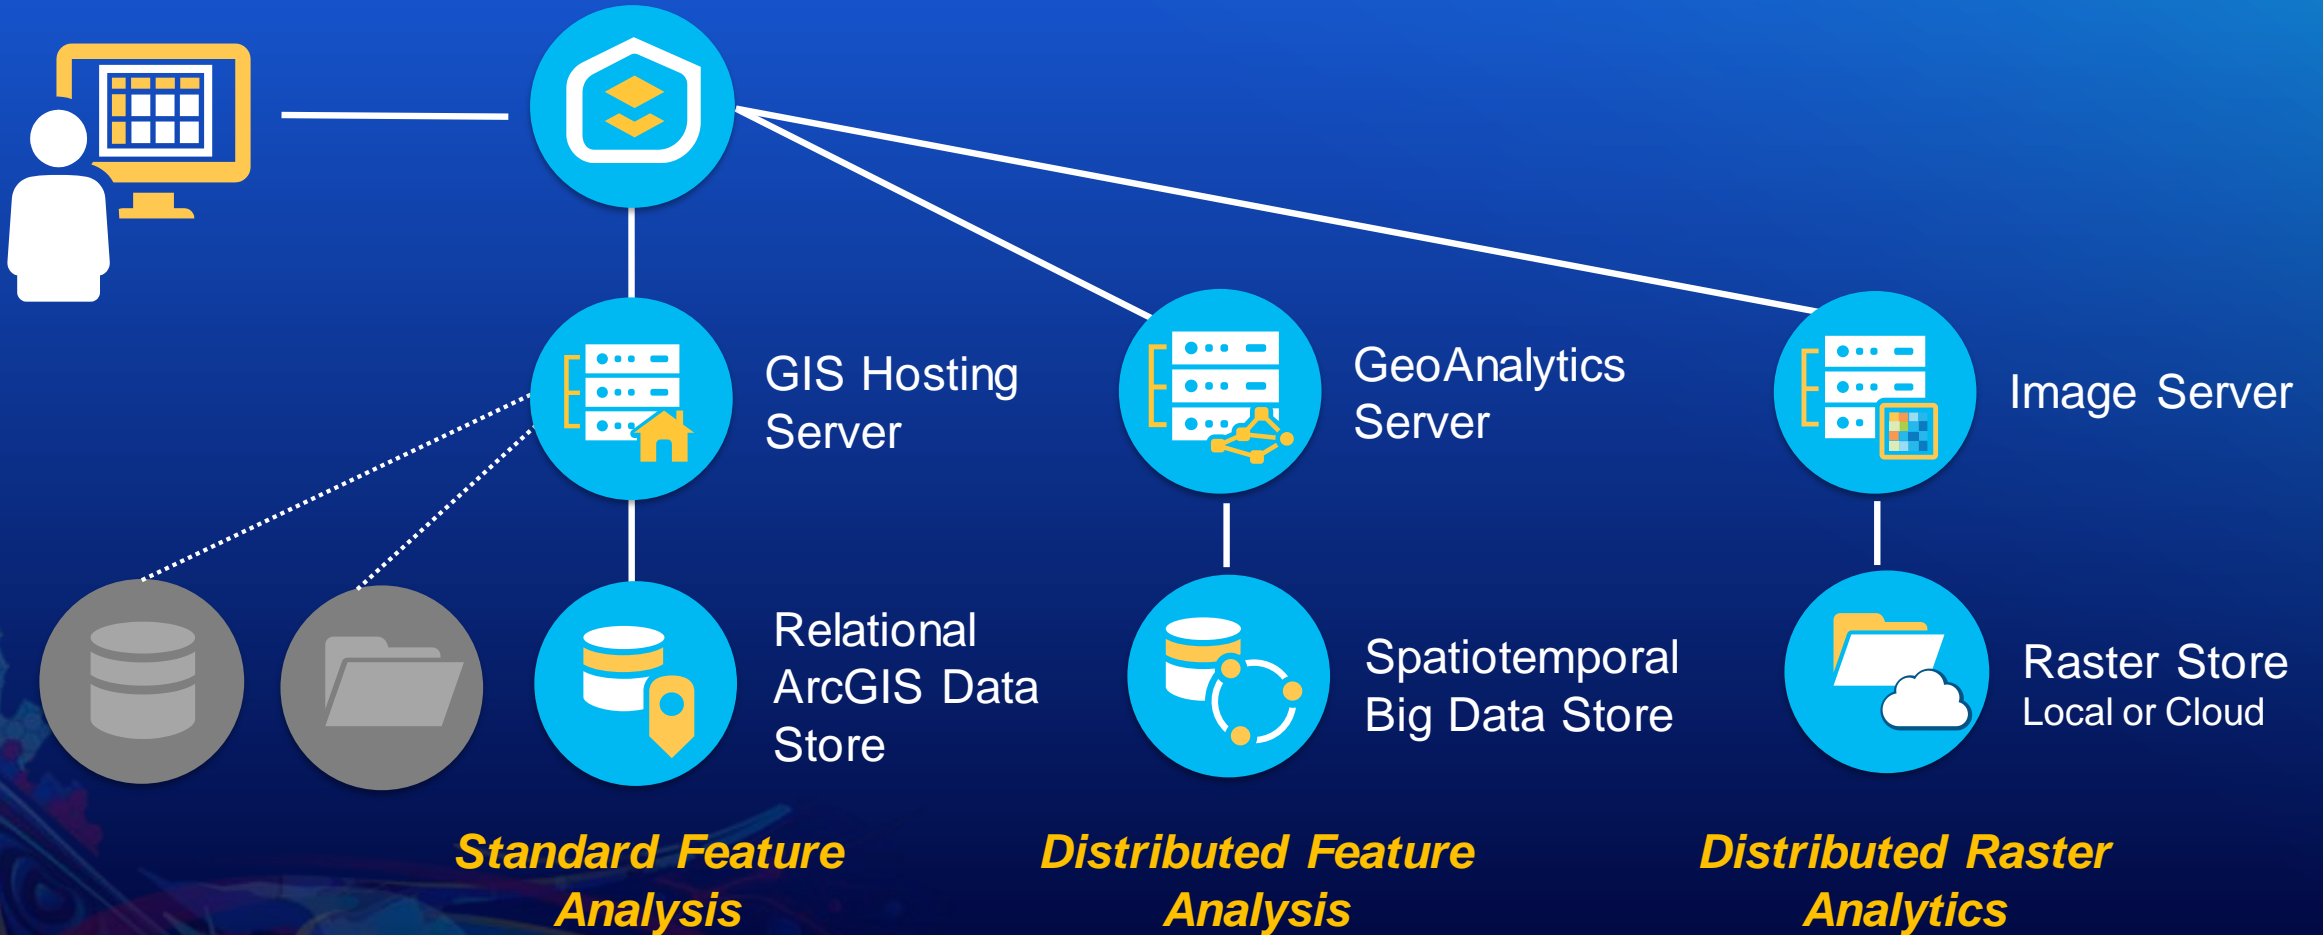 GIS Hosting
Server
GeoAnalytics
Server
Image Server
Relational
ArcGIS Data
Store
Spatiotemporal
Big Data Store
Raster Store
Local or Cloud
Standard Feature
Analysis
Distributed Feature
Analysis
Distributed Raster
Analytics